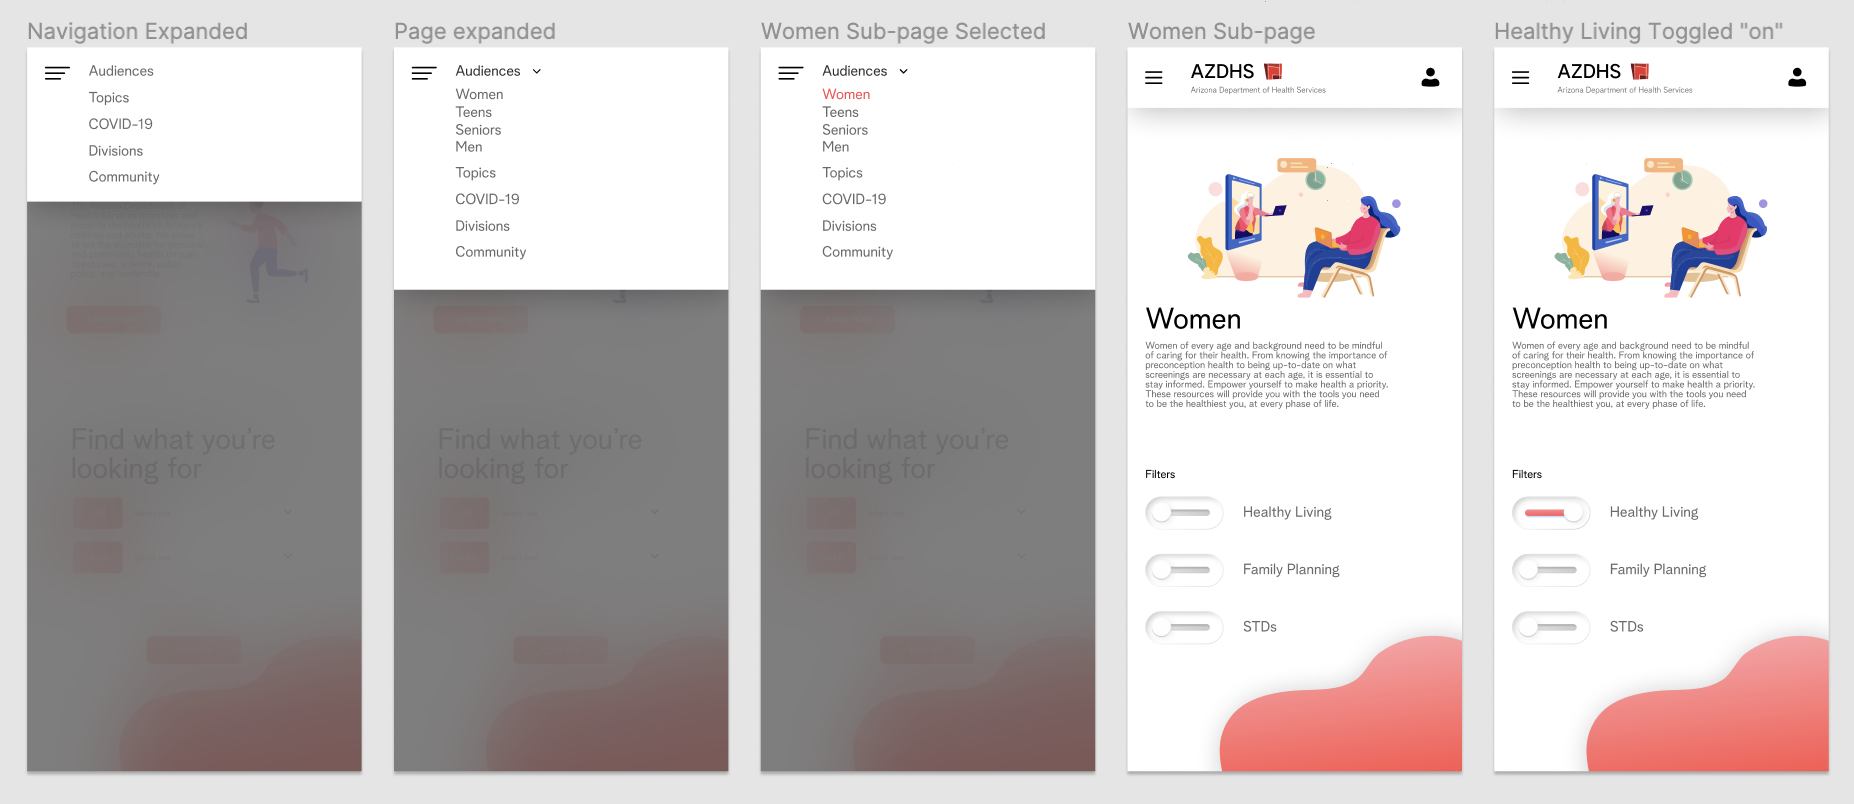 Navigation Expanded
Audiences
Topics
COVID-19
Divisions
Community
Find what you're
looking for
Page expanded
Audiences
Women
Teens
Seniors
Men
Topics
COVID-19
Divisions
Community
Find what you're
looking for
Women Sub-page Selected
Audiences
Women
Teens
Seniors
Men
Topics
COVID-19
Divisions
Community
Find what you're
looking for
Women Sub-page
AZDHS
Arizona Department of Health Services
Women
Women of every age and background need to be mindful
of caring for their health. From knowing the importance of
preconception health to being up-to-date on what
screenings are necessary at each age, it is essential to
stay informed. Empower yourself to make health a priority.
These resources will provide you with the tools you need
to be the healthiest you, at every phase of life.
Filters
Healthy Living
Family Planning
STDs
Healthy Living Toggled "on"
AZDHS
Arizona Department of Health Services
Women
Women of every age and background need to be mindful
of caring for their health. From knowing the importance of
preconception health to being up-to-date on what
screenings are necessary at each age, it is essential to
stay informed. Empower yourself to make health a priority.
These resources will provide you with the tools you need
to be the healthiest you, at every phase of life.
Filters
Healthy Living
Family Planning
STDs